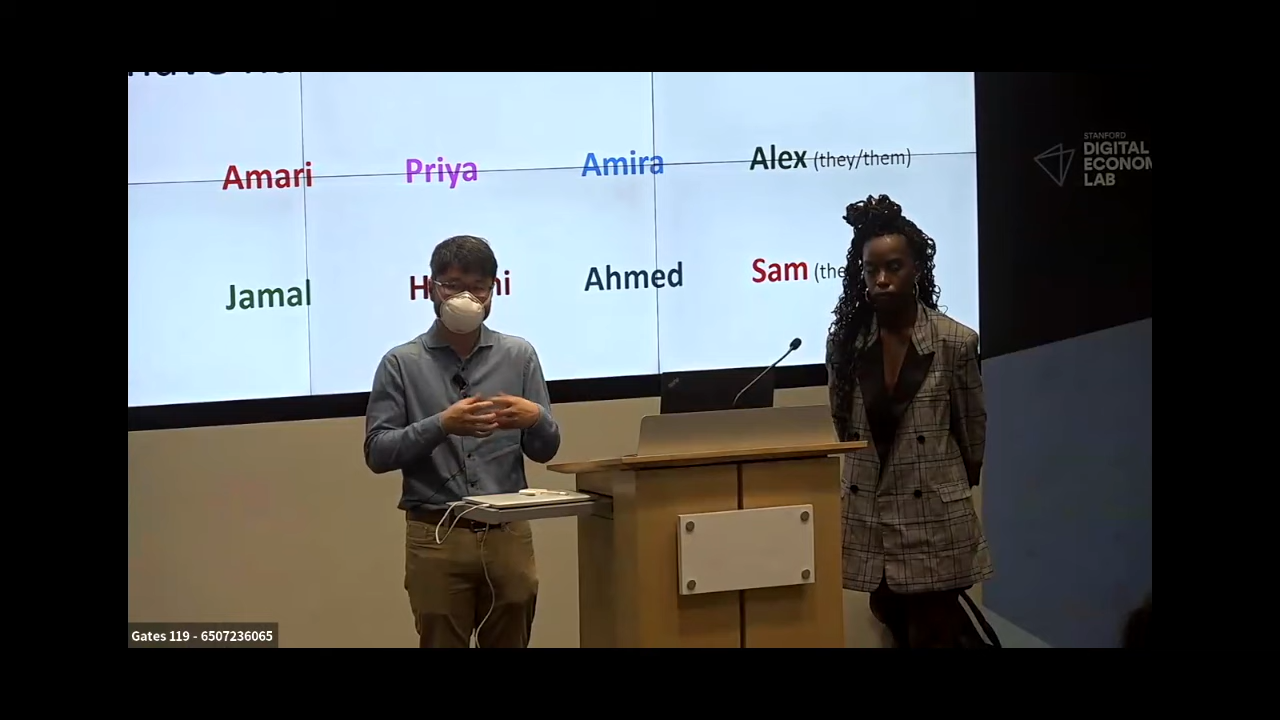 Amari Priya Amira Alex (they/them)
Jamal Ahmed Sam
STANFORD
DIGITAL
LAB
Gates 119 - 6507236065